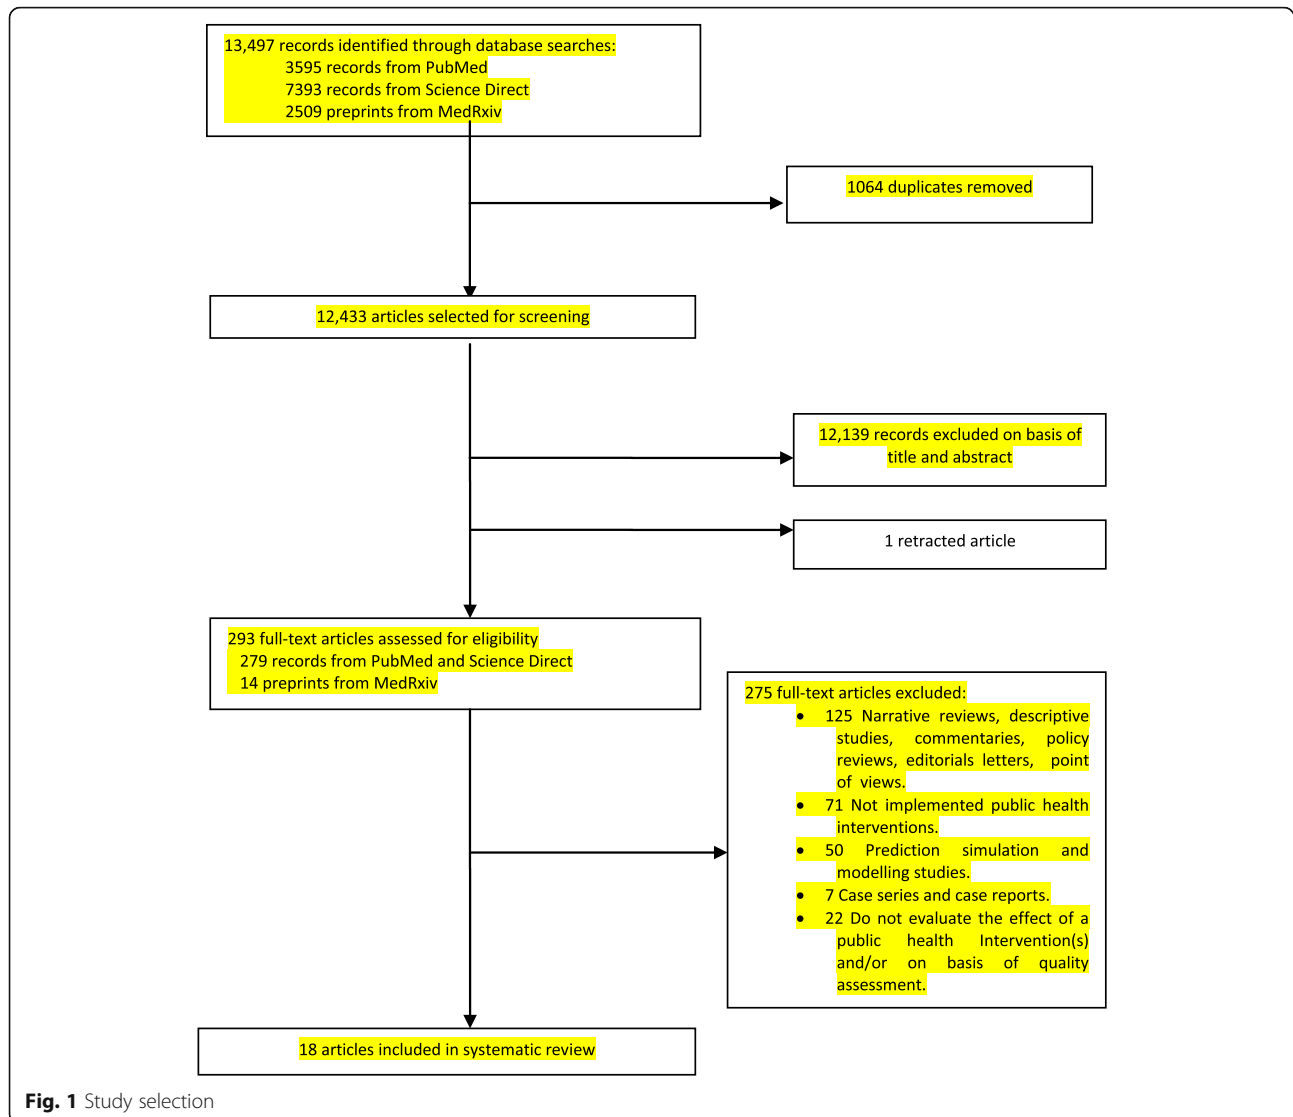 13,497 records identified through database searches:
3595 records from PubMed
7393 records from Science Direct
2509 preprints from MedRxiv
1064 duplicates removed
12,433 articles selected for screening
12,139 records excluded on basis of
title and abstract
1 retracted article
293 full-text articles assessed for eligibility
279 records from PubMed and Science Direct
14 preprints from MedRxiv
275 full-text articles excluded:
• 125 Narrative reviews, descriptive
studies, commentaries, policy
reviews, editorials letters, point
of views.
• 71 Not implemented public health
interventions.
• 50 Prediction simulation and
modelling studies.
• 7 Case series and case reports.
• 22 Do not evaluate the effect of a
public health Intervention(s)
and/or on basis of quality
assessment.
18 articles included in systematic review
Fig. 1 Study selection